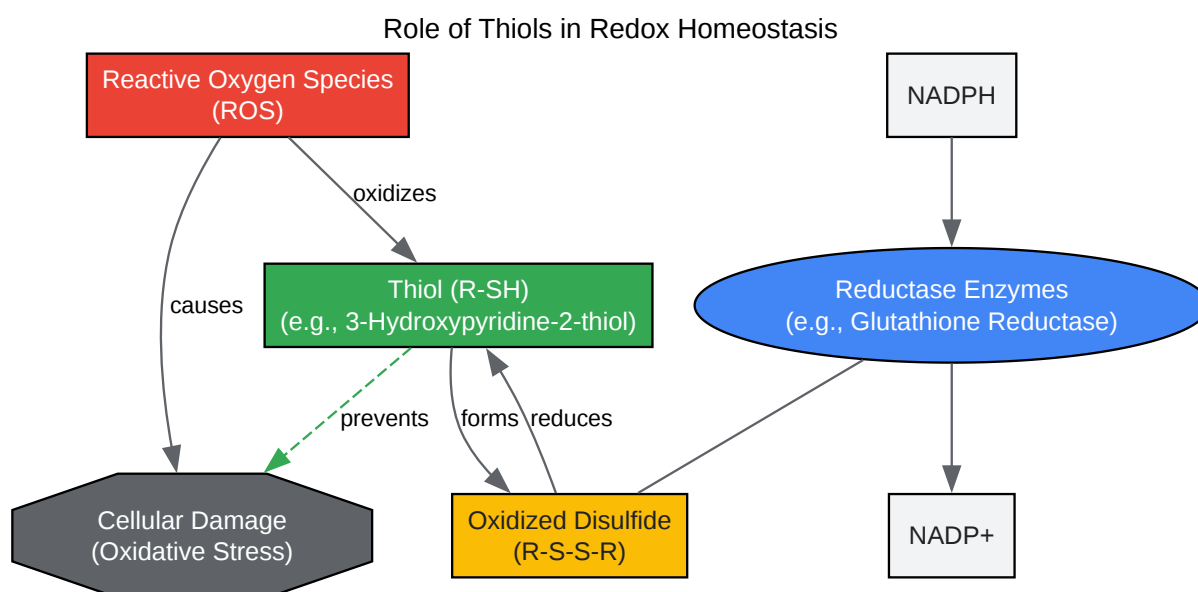 Role of Thiols in Redox Homeostasis
Reactive Oxygen Species
(ROS)
NADPH
oxidizes
Thiol (R-SH)
(e.g., 3-Hydroxypyridine-2-thiol)
Reductase Enzymes
(e.g., Glutathione Reductase)
causes
prevents
forms
reduces
Cellular Damage
(Oxidative Stress)
Oxidized Disulfide
(R-S-S-R)
NADP+